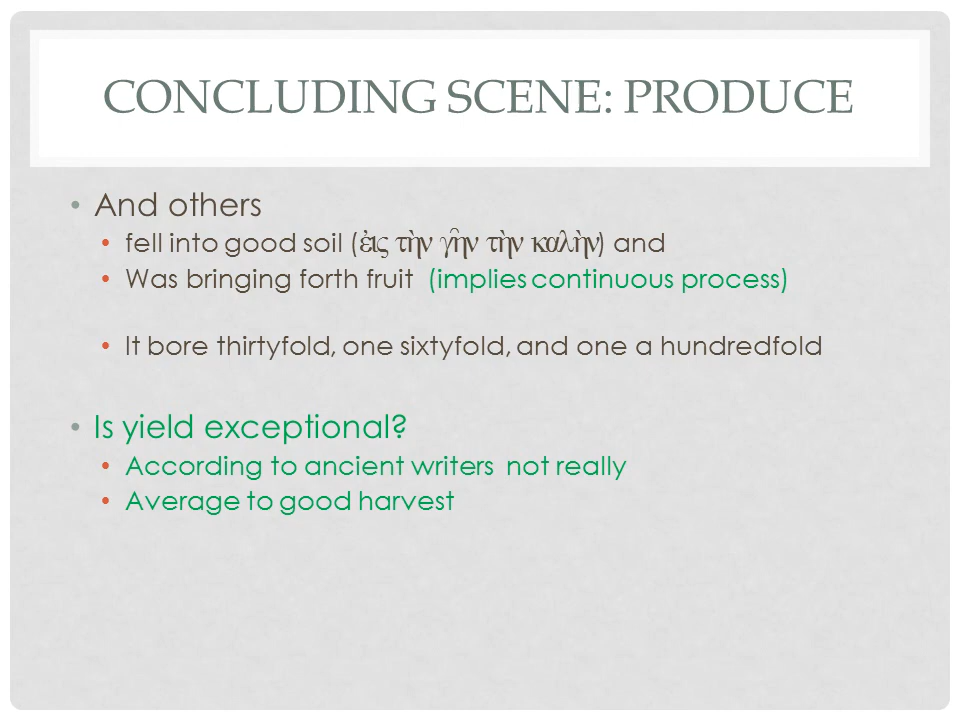 CONCLUDING SCENE: PRODUCE
• And others
• fell into good soil (ἐις τὴν γῆην τὴν καλὴν) and
• Was bringing forth fruit (implies continuous process)
• It bore thirtyfold, one sixtyfold, and one a hundredfold
• Is yield exceptional?
• According to ancient writers not really
• Average to good harvest